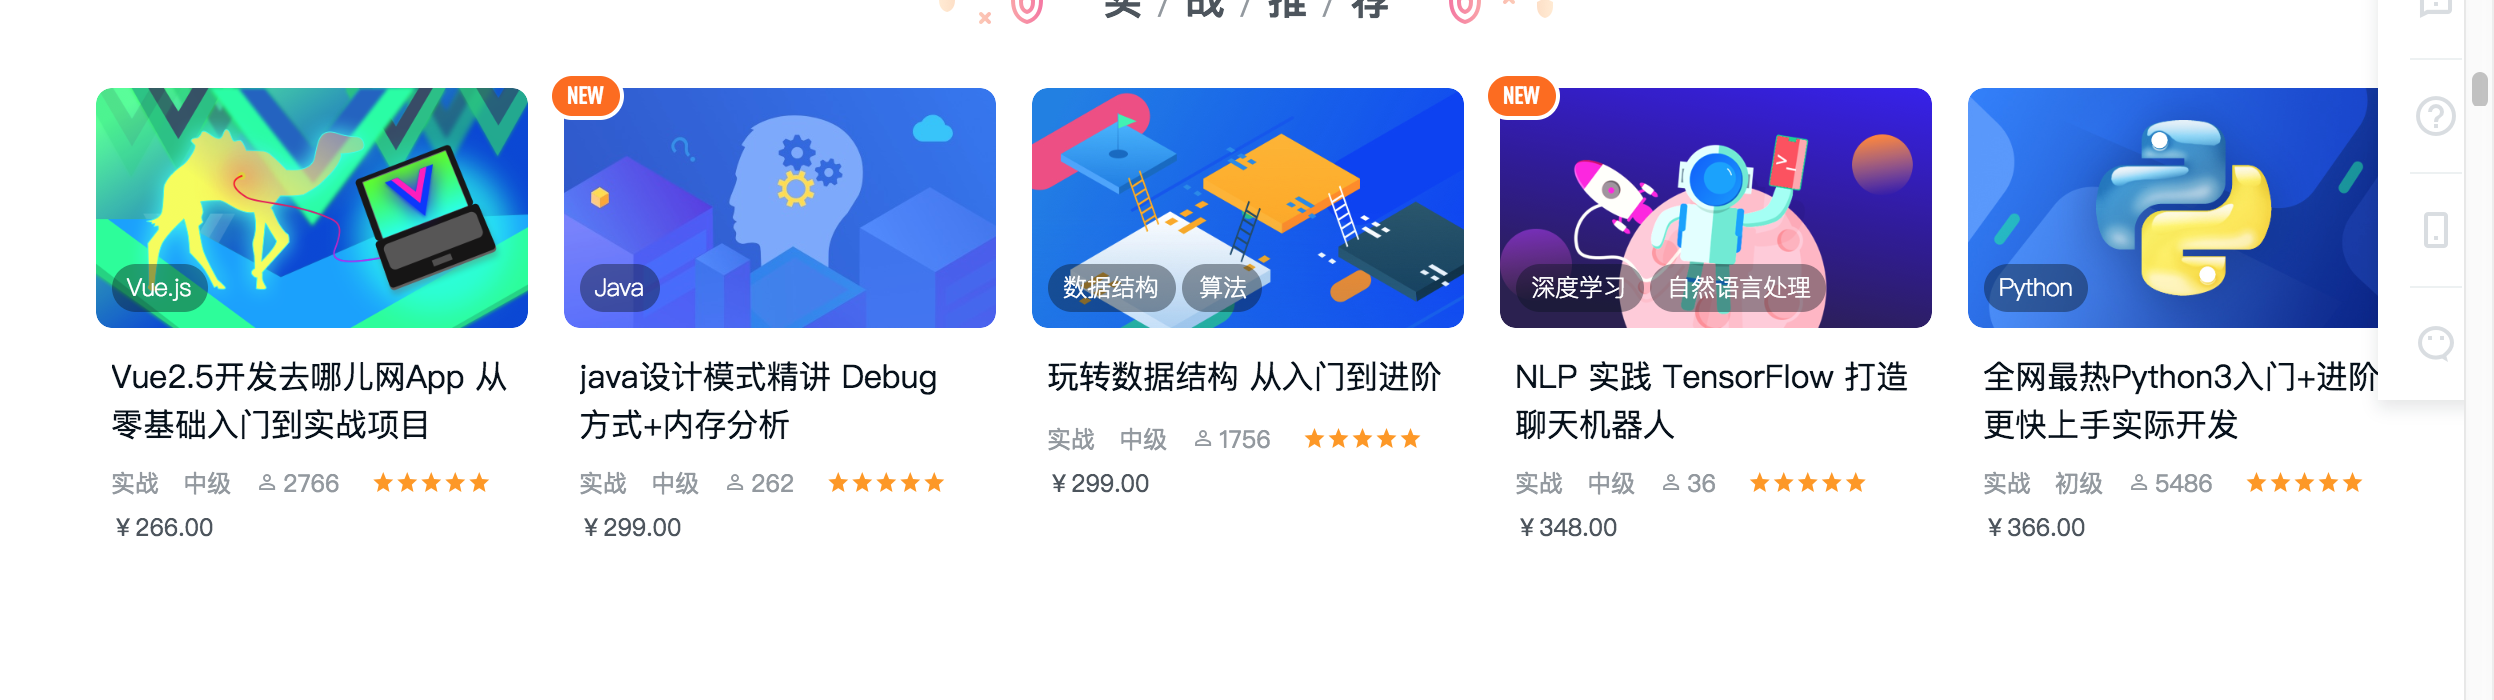 实 / 战 / 推 / 荐
NEW
NEW
Vue.js
Java
数据结构
算法
深度学习
自然语言处理
Python
Vue2.5开发去哪儿网App 从
零基础入门到实战项目
实战 中级 2766
¥266.00
java设计模式精讲 Debug
方式+内存分析
实战 中级 262
¥299.00
玩转数据结构 从入门到进阶
实战 中级 1756
¥299.00
NLP 实践 TensorFlow 打造
聊天机器人
实战 中级 36
¥348.00
全网最热Python3入门+进阶
更快上手实际开发
实战 初级 5486
¥366.00